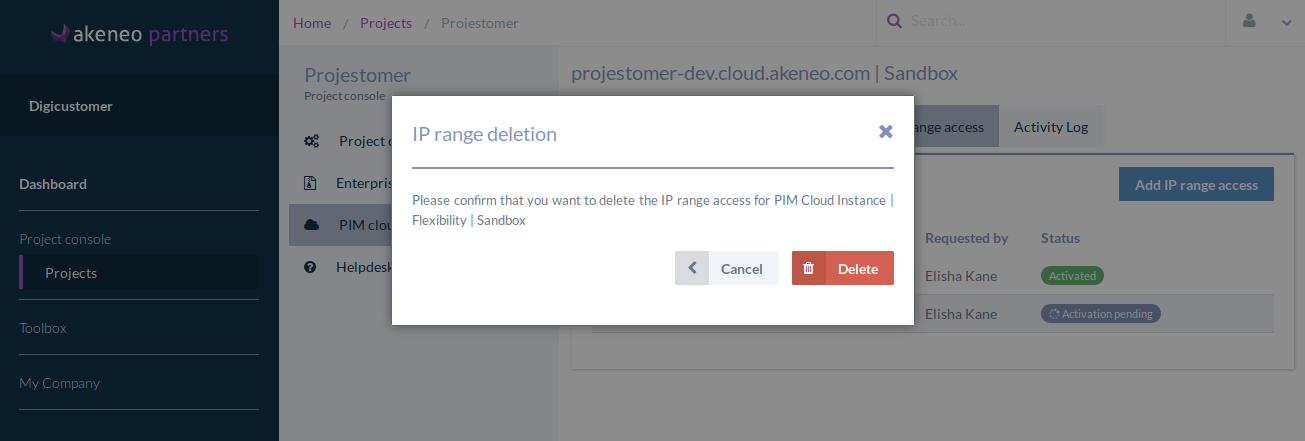 akeneo partners
Digicustomer
Dashboard
Project console
Projects
Toolbox
My Company
Home / Projects / Projestomer
Search...
Projestomer
Project console
Project
Enterpris
PIM clou
Helpdesk
projestomer-dev.cloud.akeneo.com | Sandbox
range access
Activity Log
Add IP range access
Requested by Status
Elisha Kane Activated
Elisha Kane Activation pending
IP range deletion
Please confirm that you want to delete the IP range access for PIM Cloud Instance |
Flexibility | Sandbox
Cancel
Delete